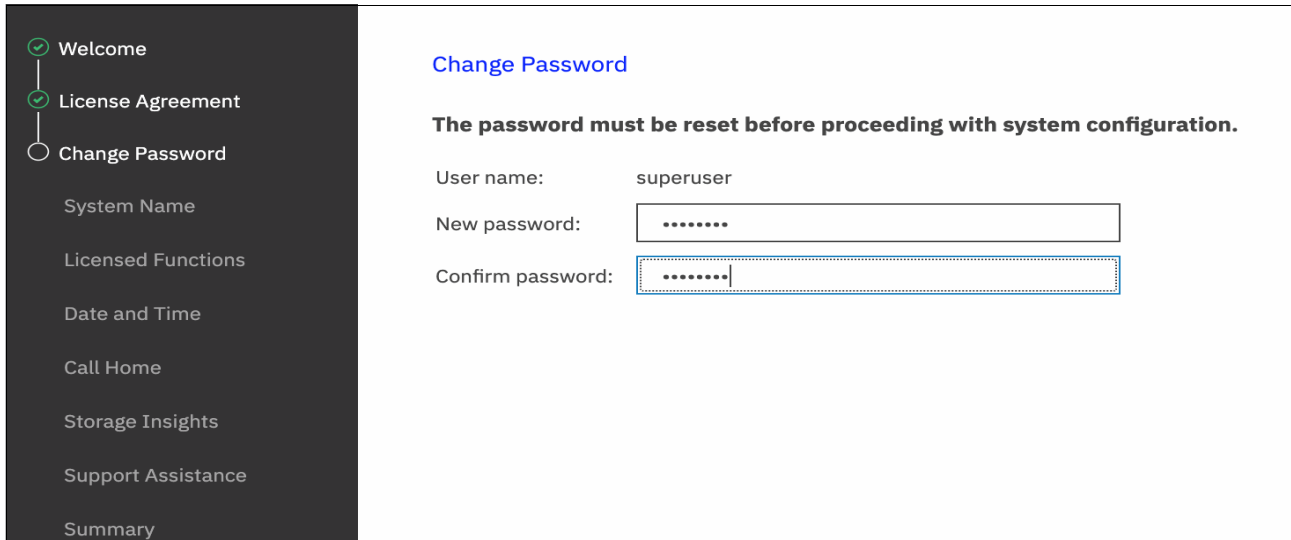 Welcome
License Agreement
Change Password
System Name
Licensed Functions
Date and Time
Call Home
Storage Insights
Support Assistance
Summary
Change Password
The password must be reset before proceeding with system configuration.
User name: superuser
New password: ••••••••
Confirm password: ••••••••